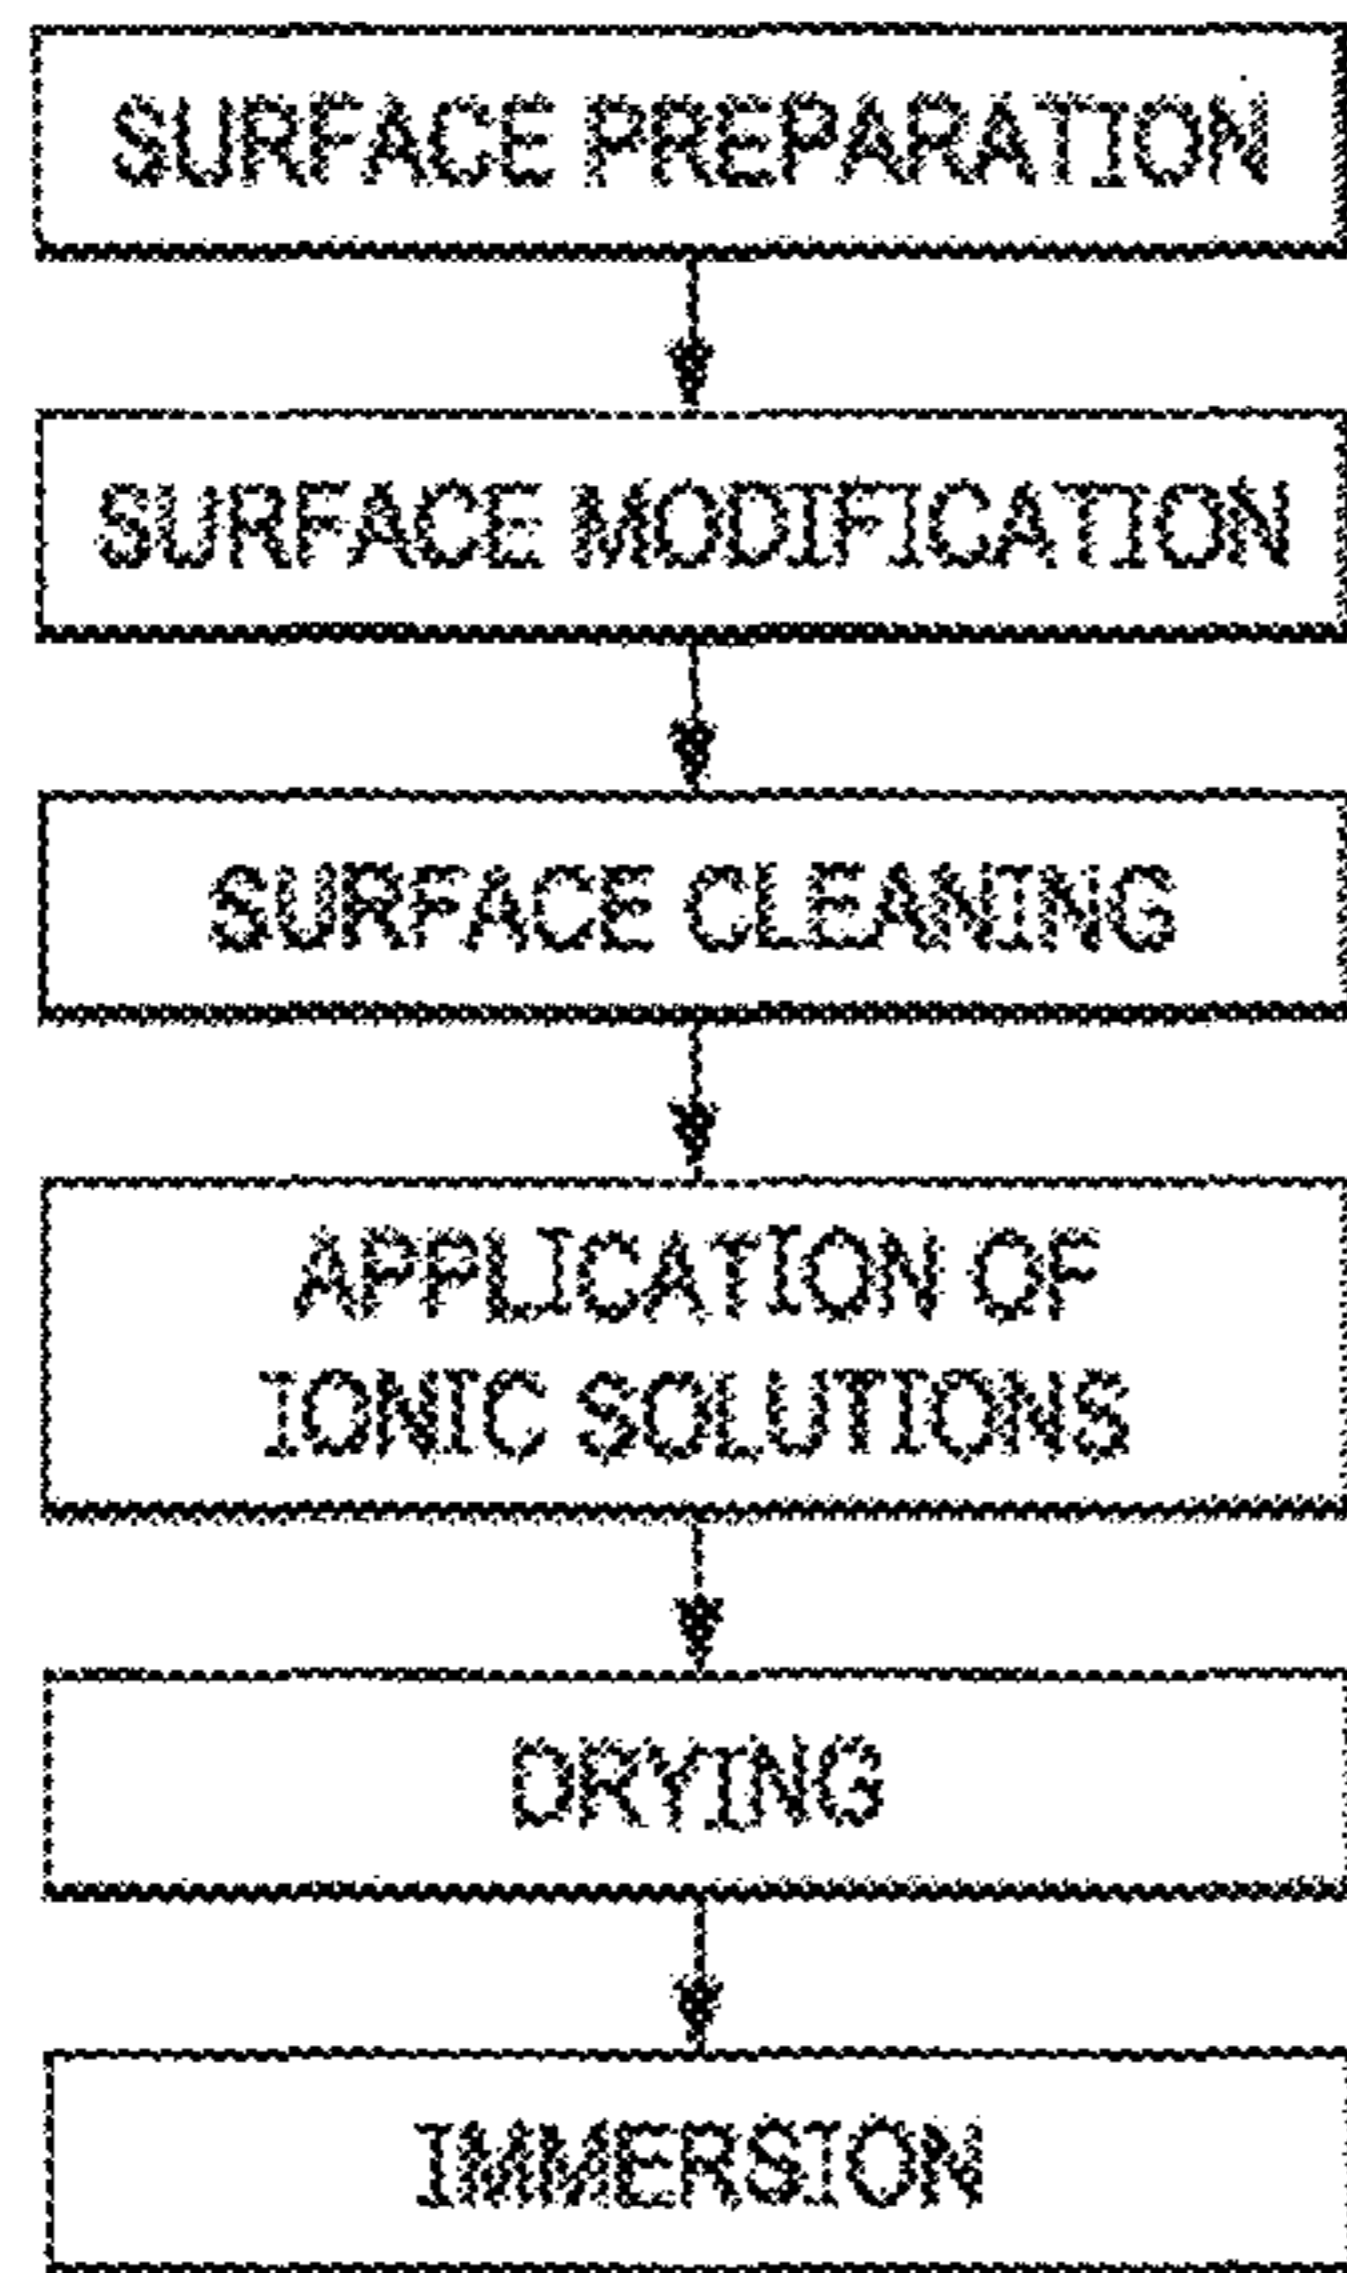 SURFACE PREPARATION
SURFACE MODIFICATION
SURFACE CLEANING
APPLICATION OF
IONIC SOLUTIONS
DRYING
IMMERSION